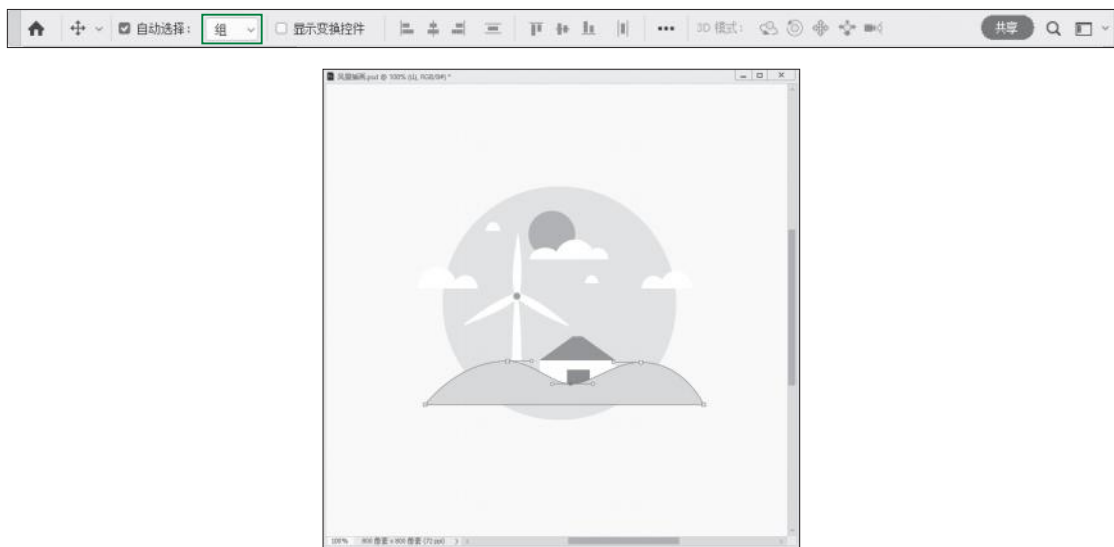 自动选择： 组 显示变换控件 ••• 3D 模式： 共享
风景插画.psd @ 100% (山, RGB/8#) *
100% 800 像素 x 800 像素 (72 ppi)